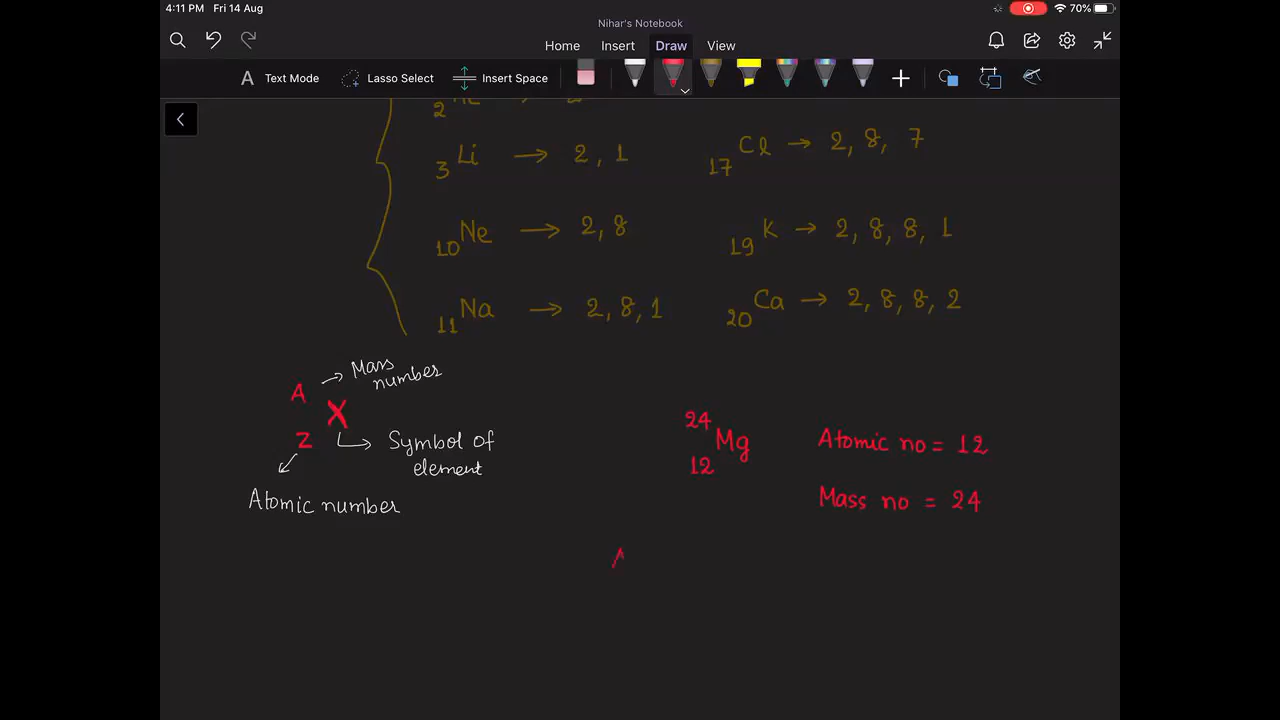 4:11 PM Fri 14 Aug
70%
Nihar's Notebook
Home Insert Draw View
A Text Mode Lasso Select Insert Space
2
3Li → 2, 1
17Cl → 2, 8, 7
10Ne → 2, 8
19K → 2, 8, 8, 1
11Na → 2, 8, 1
20Ca → 2, 8, 8, 2
A → Mass number
X
Z
Symbol of element
Atomic number
24
Mg
12
Atomic no = 12
Mass no = 24